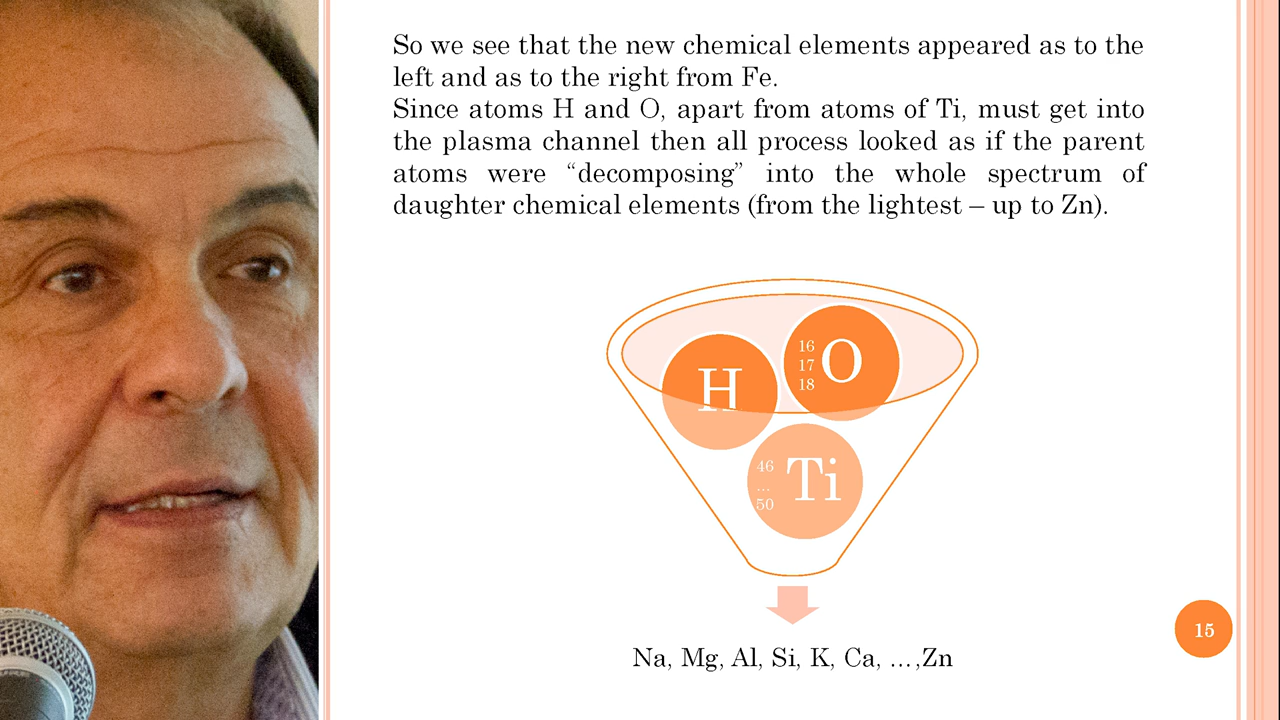 So we see that the new chemical elements appeared as to the
left and as to the right from Fe.
Since atoms H and O, apart from atoms of Ti, must get into
the plasma channel then all process looked as if the parent
atoms were “decomposing” into the whole spectrum of
daughter chemical elements (from the lightest – up to Zn).
H
16
17
18
O
46
...
50
Ti
Na, Mg, Al, Si, K, Ca, ...,Zn
15